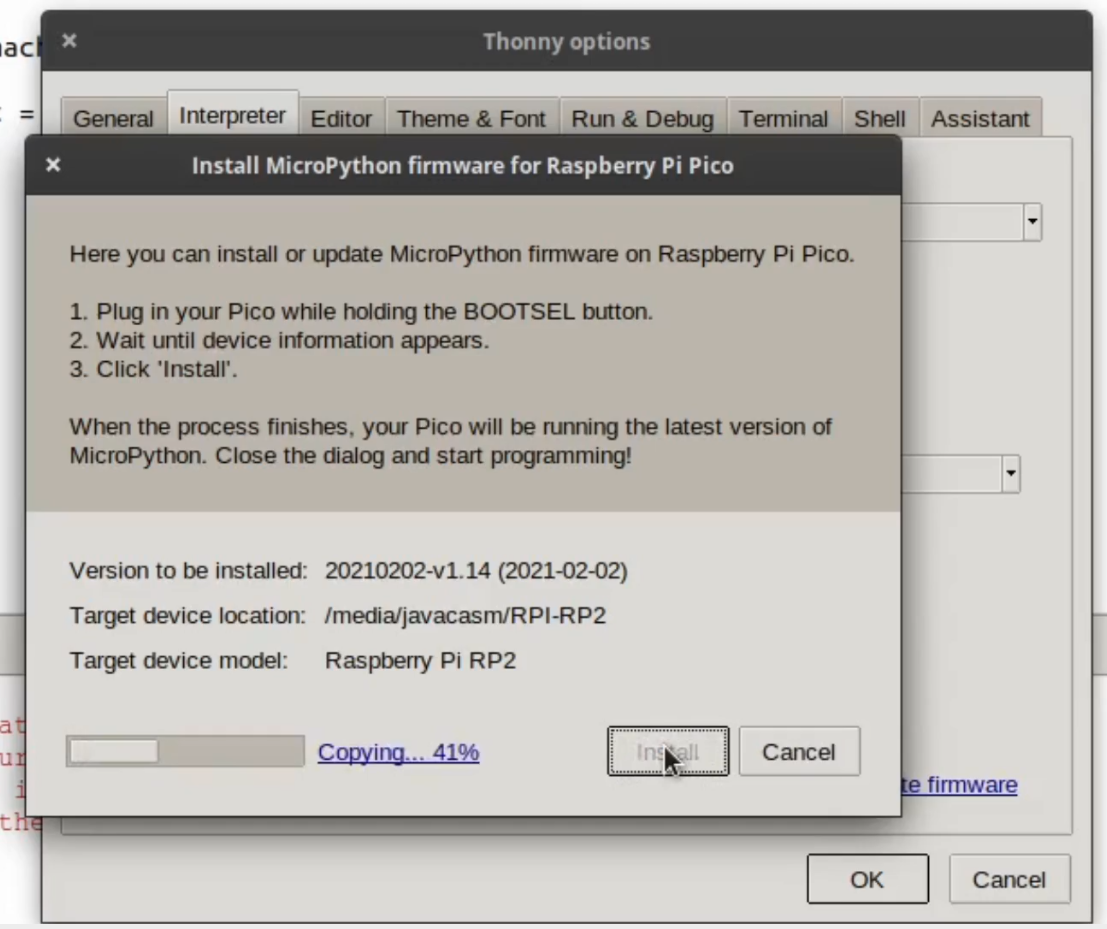 Thonny options
General Interpreter Editor Theme & Font Run & Debug Terminal Shell Assistant
Install MicroPython firmware for Raspberry Pi Pico
Here you can install or update MicroPython firmware on Raspberry Pi Pico.
1. Plug in your Pico while holding the BOOTSEL button.
2. Wait until device information appears.
3. Click 'Install'.
When the process finishes, your Pico will be running the latest version of
MicroPython. Close the dialog and start programming!
Version to be installed: 20210202-v1.14 (2021-02-02)
Target device location: /media/javacasm/RPI-RP2
Target device model: Raspberry Pi RP2
Copying... 41% Install Cancel
firmware
OK Cancel